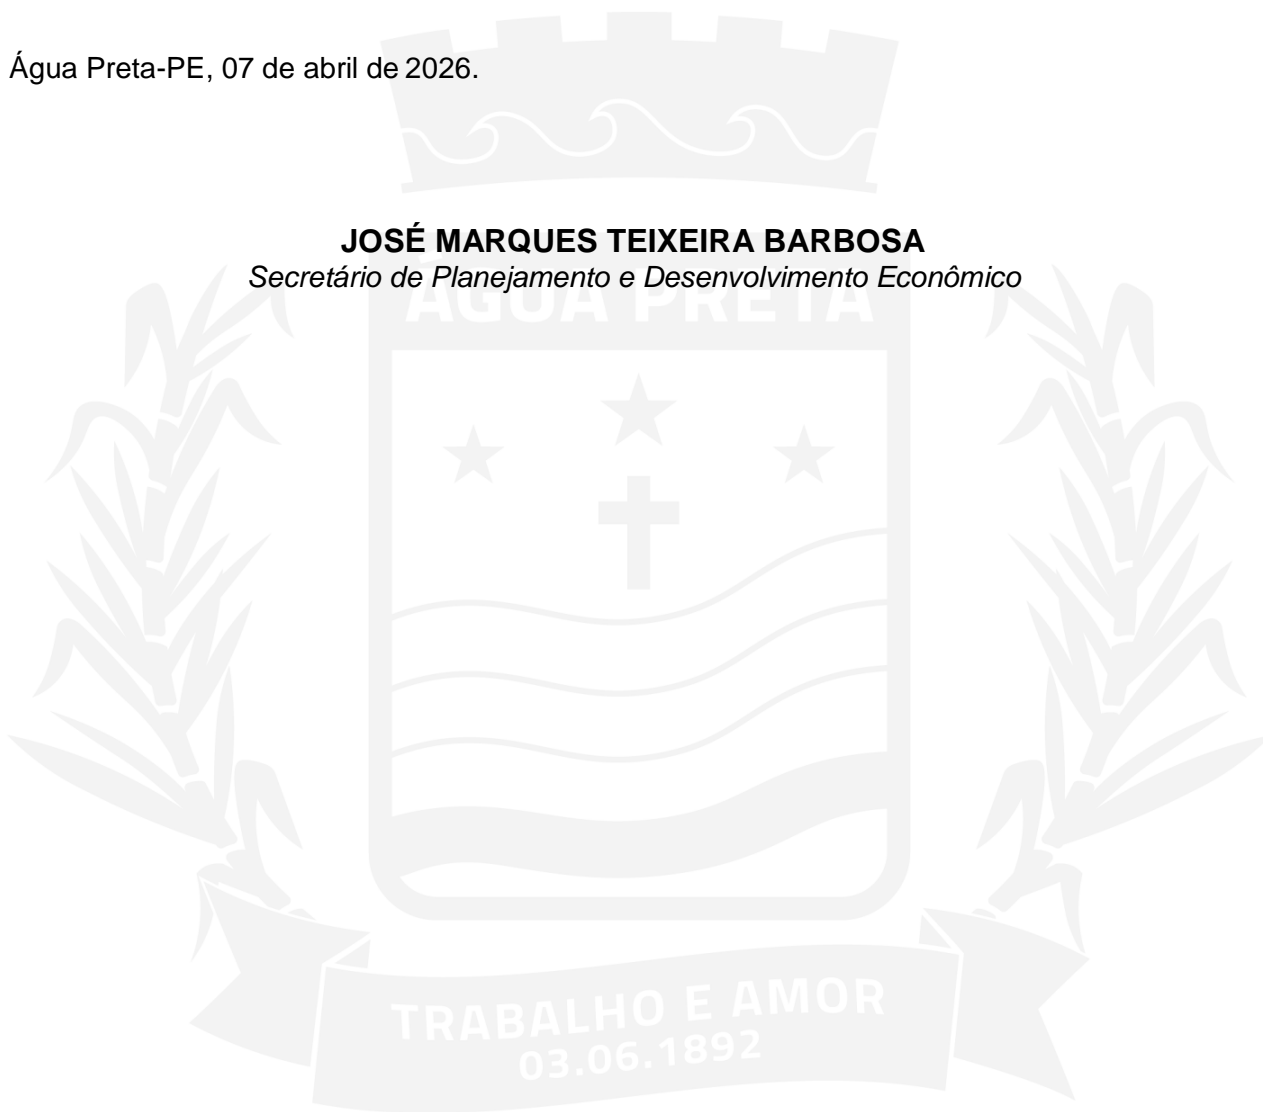 Água Preta-PE, 07 de abril de 2026.
JOSÉ MARQUES TEIXEIRA BARBOSA
Secretário de Planejamento e Desenvolvimento Econômico
ÁGUA PRETA
TRABALHO E AMOR
03.06.1892